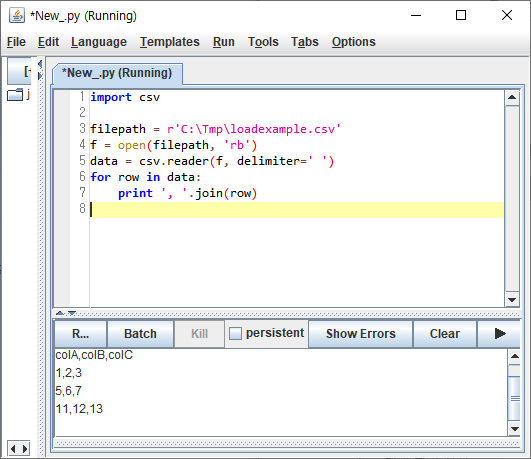 *New_.py (Running)
File Edit Language Templates Run Tools Tabs Options
[+
j
*New_.py (Running)
1 import csv
2
3 filepath = r'C:\Tmp\loadexample.csv'
4 f = open(filepath, 'rb')
5 data = csv.reader(f, delimiter=' ')
6 for row in data:
7 print ', '.join(row)
8
R... Batch Kill persistent Show Errors Clear
colA,colB,colC
1,2,3
5,6,7
11,12,13